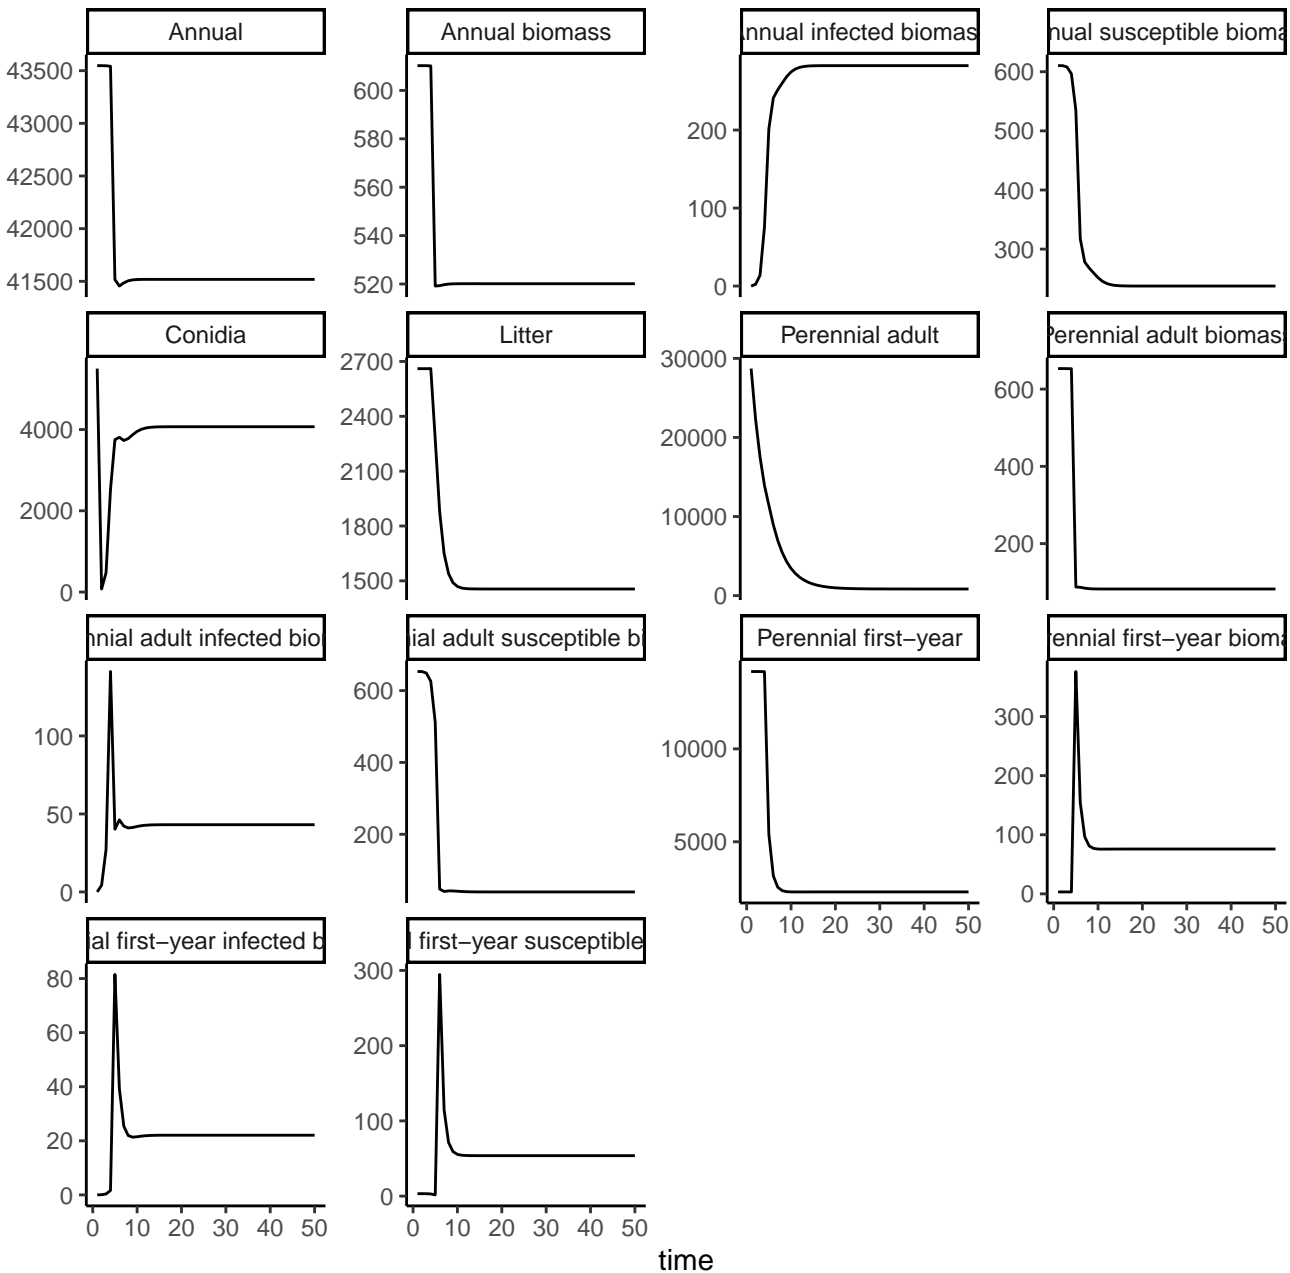 Annual
Annual biomass
Annual infected biomas
nual susceptible bioma
43500
43000
42500
42000
41500
600
580
560
540
520
200
100
0
600
500
400
300
Conidia
Litter
Perennial adult
Perennial adult biomas
4000
2000
0
2700
2400
2100
1800
1500
30000
20000
10000
0
600
400
200
nnial adult infected bio
ial adult susceptible bi
Perennial first−year
rennial first−year bioma
100
50
0
600
400
200
10000
5000
300
200
100
0
0 10 20 30 40 50
0 10 20 30 40 50
ial first−year infected b
l first−year susceptible
80
60
40
20
0
300
200
100
0
0 10 20 30 40 50
0 10 20 30 40 50
time